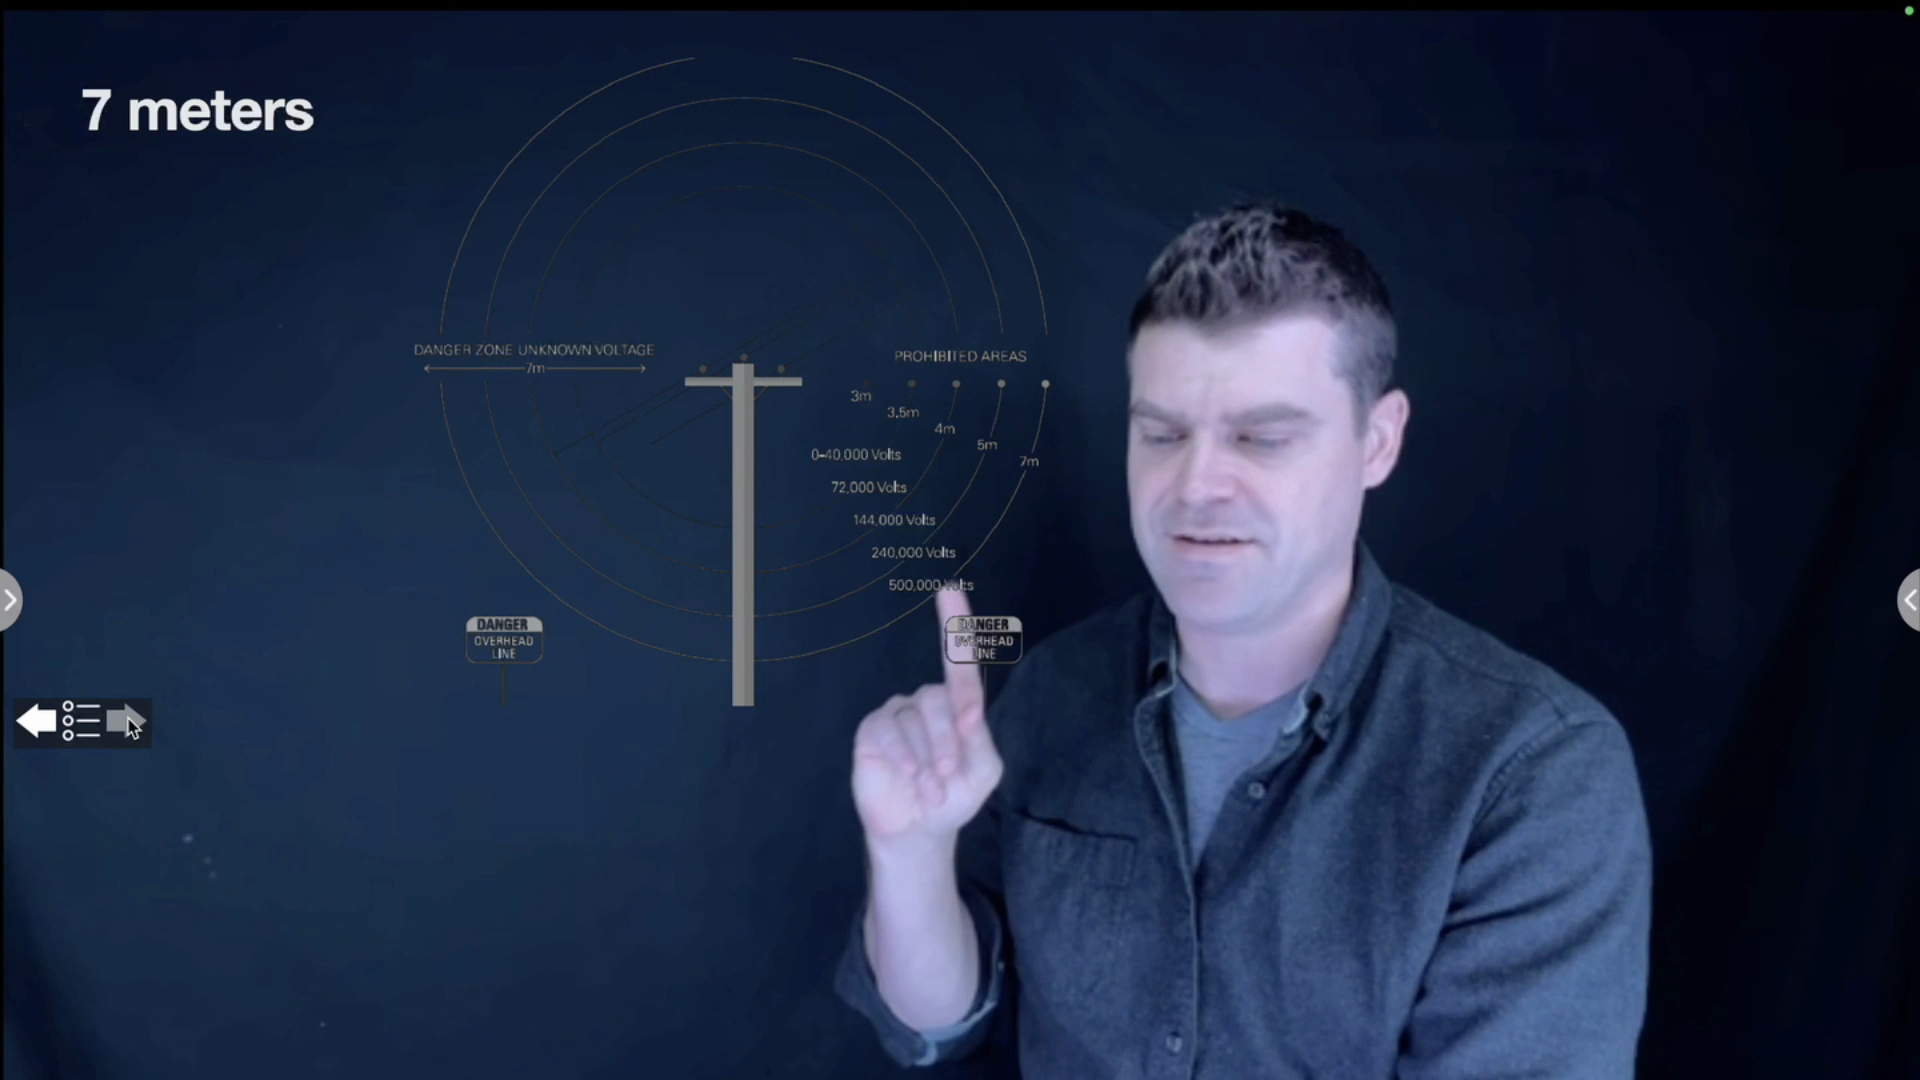 7 meters
DANGER ZONE UNKNOWN VOLTAGE
7m
PROHIBITED AREAS
3m
3.5m
4m
5m
7m
0-40,000 Volts
72,000 Volts
144,000 Volts
240,000 Volts
500,000 Volts
DANGER
OVERHEAD
LINE
DANGER
OVERHEAD
LINE